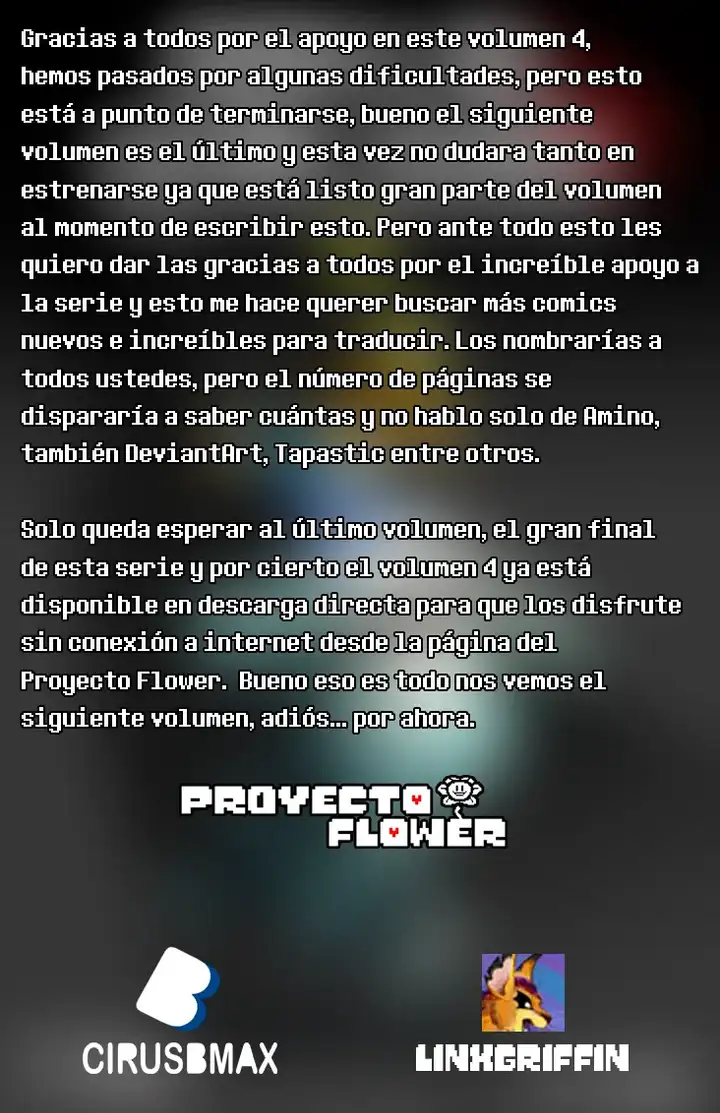 Gracias a todos por el apoyo en este volumen 4,
hemos pasados por algunas dificultades, pero esto
está a punto de terminarse, bueno el siguiente
volumen es el último y esta vez no dudara tanto en
estrenarse ya que está listo gran parte del volumen
al momento de escribir esto. Pero ante todo esto les
quiero dar las gracias a todos por el increíble apoyo a
la serie y esto me hace querer buscar más comics
nuevos e increíbles para traducir. Los nombrarías a
todos ustedes, pero el número de páginas se
dispararía a saber cuántas y no hablo solo de Amino,
también DeviantArt, Tapastic entre otros.
Solo queda esperar al último volumen, el gran final
de esta serie y por cierto el volumen 4 ya está
disponible en descarga directa para que los disfrute
sin conexión a internet desde la página del
Proyecto Flower. Bueno eso es todo nos vemos el
siguiente volumen, adiós... por ahora.
PROYECTO
FLOWER
CIRUSBMAX
LINXGRIFFIN